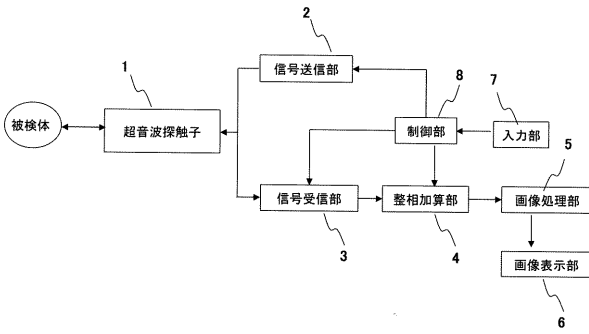 2
信号送信部
1
8
7
被検体
超音波探触子
制御部
入力部
5
信号受信部
整相加算部
画像処理部
3
4
画像表示部
6